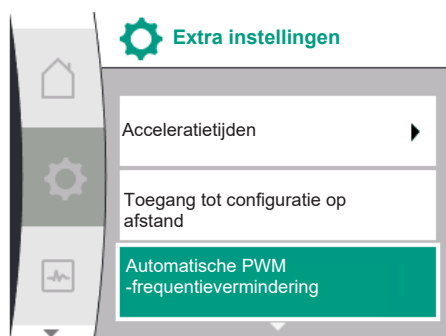 Extra instellingen
Acceleratietijden
Toegang tot configuratie op
afstand
Automatische PWM
-frequentievermindering